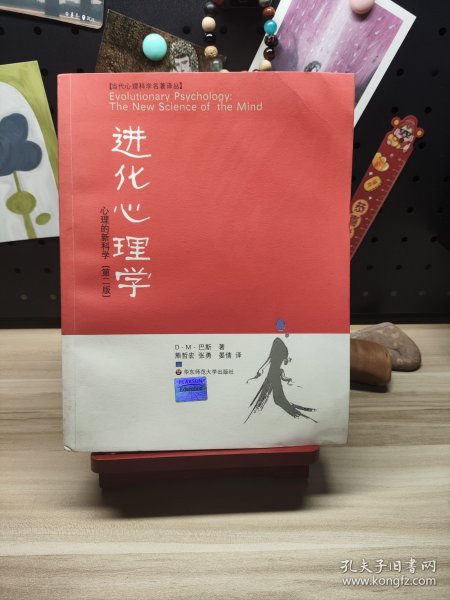 【当代心理科学名著译丛】
Evolutionary Psychology:
The New Science of the Mind
进化心理学
心理的新科学（第二版）
D·M·巴斯 著
熊哲宏 张勇 晏倩 译
华东师范大学出版社
PEARSON
Education
孔夫子旧书网
www.kongfz.com